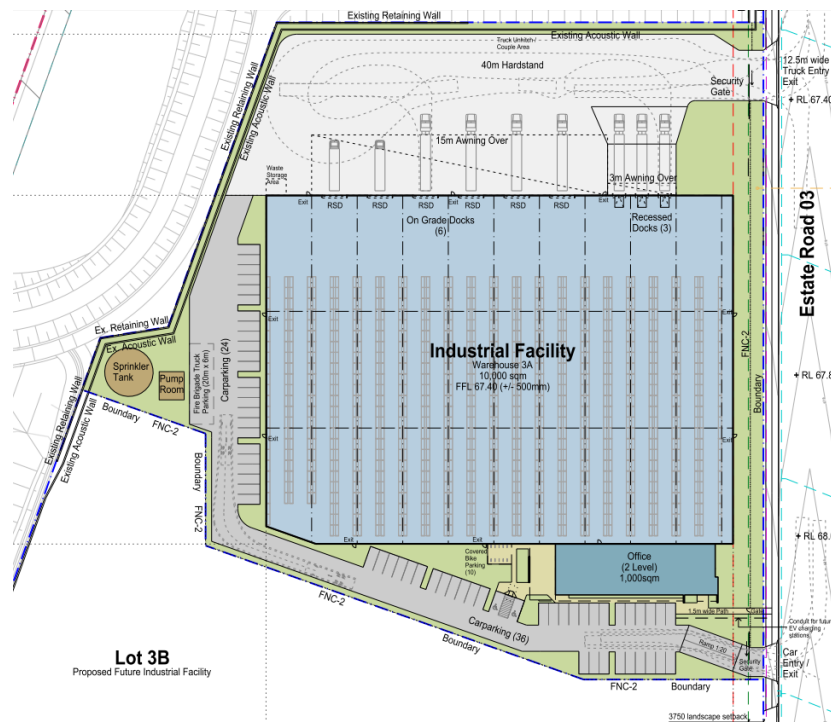 Existing Retaining Wall
Existing Acoustic Wall
Truck Unhitch /
Couple Area
40m Hardstand
12.5m wide
Truck Entry
Exit
Security
Gate
RL 67.40
Existing Retaining Wall
Existing Acoustic Wall
15m Awning Over
3m Awning Over
Waste
Storage
Area
Exit
RSD
RSD
RSD
Exit
RSD
RSD
RSD
Exit
Exit
On Grade Docks
(6)
Recessed
Docks (3)
Estate Road 03
FNC-2
Boundary
Exit
Exit
Ex. Retaining Wall
Ex. Acoustic Wall
Industrial Facility
Warehouse 3A
10,000 sqm
FFL 67.40 (+/- 500mm)
Sprinkler
Tank
Pump
Room
Fire Brigade Truck
Parking (20m x 6m)
Carparking (24)
RL 67.8
Boundary
FNC-2
Existing Retaining Wall
Existing Acoustic Wall
Exit
Exit
Boundary
FNC-2
RL 68.
Exit
Exit
Covered
Bike
Parking
(10)
Office
(2 Level)
1,000sqm
FNC-2
1.5m wide Path
Gate
Conduit for future
EV charging
stations
Carparking (36)
Boundary
Ramp 1:20
Security
Gate
Car
Entry /
Exit
Lot 3B
Proposed Future Industrial Facility
FNC-2
Boundary
3750 landscape setback